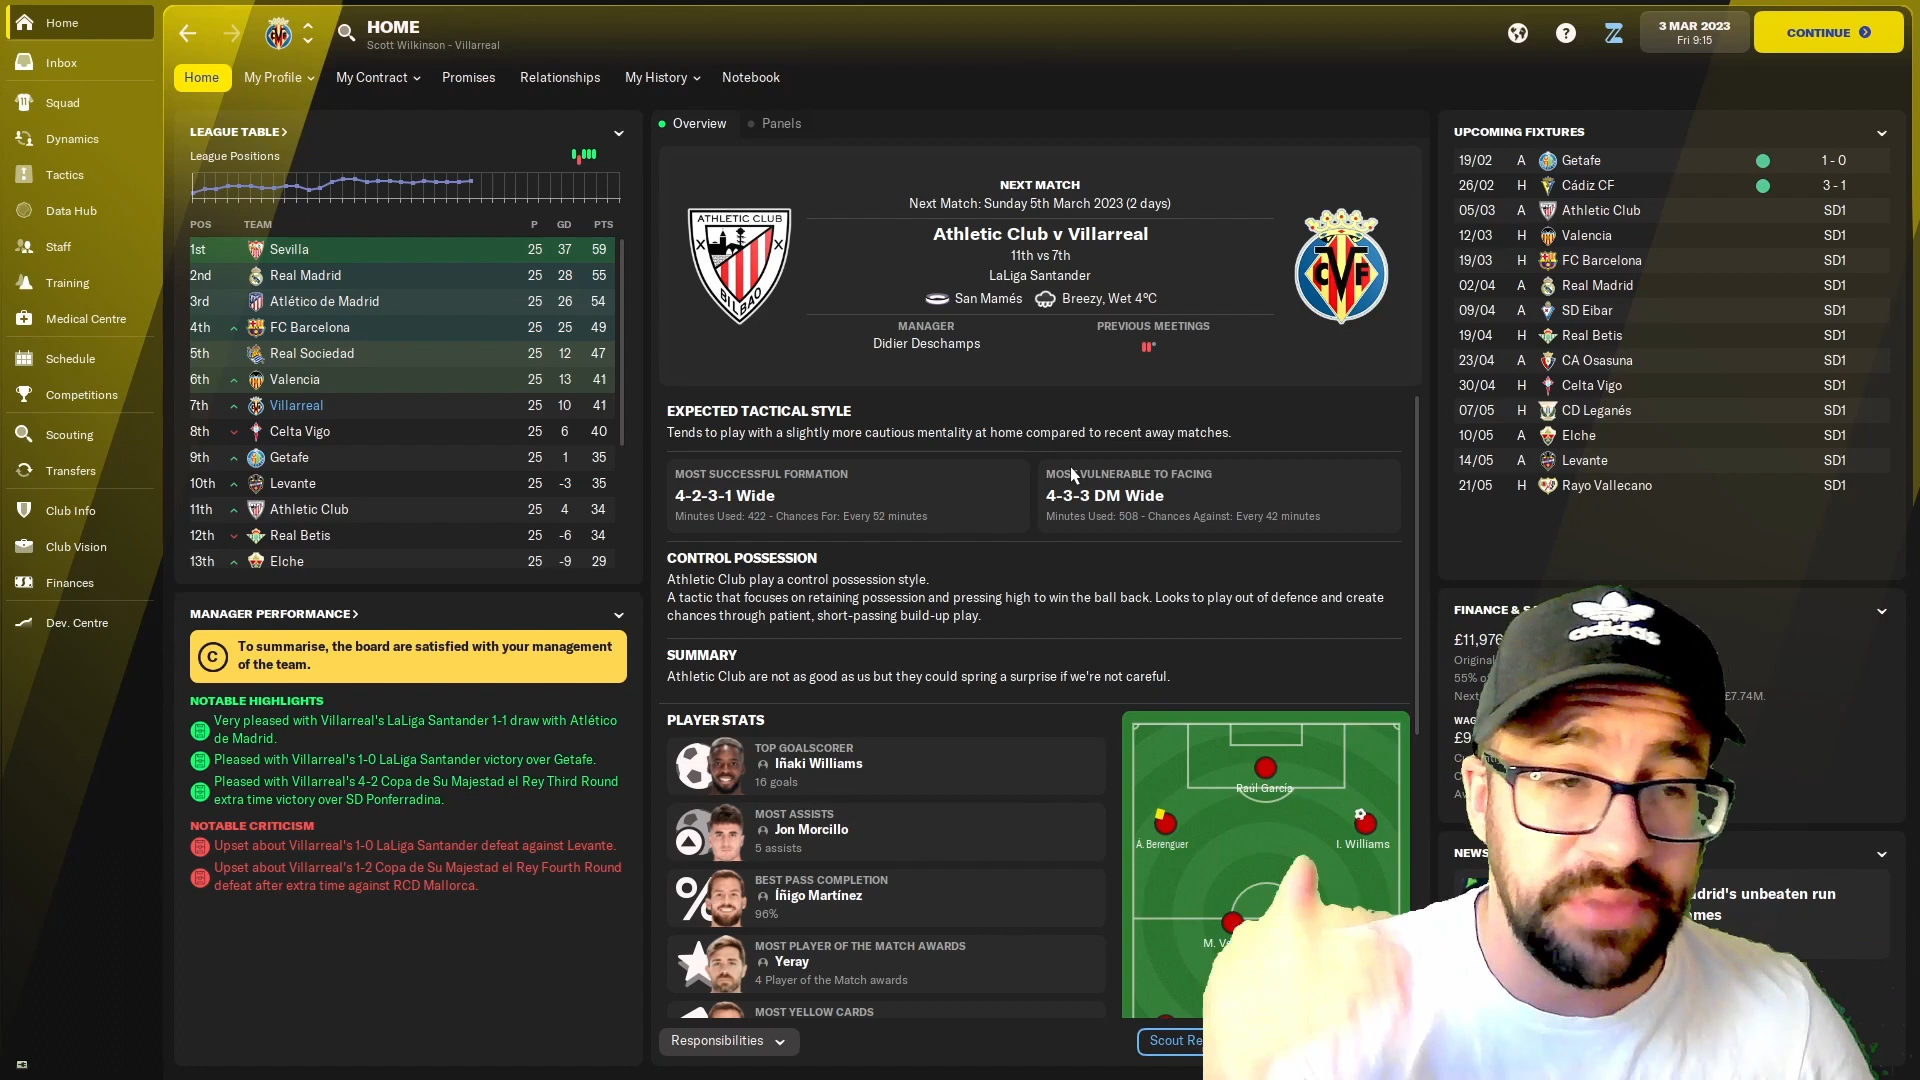 Home
Inbox
Squad
Dynamics
Tactics
Data Hub
Staff
Training
Medical Centre
Schedule
Competitions
Scouting
Transfers
Club Info
Club Vision
Finances
Dev. Centre
HOME
Scott Wilkinson - Villarreal
3 MAR 2023
Fri 9:15
CONTINUE
Home My Profile My Contract Promises Relationships My History Notebook
LEAGUE TABLE
League Positions
POS TEAM P GD PTS
1st Sevilla 25 37 59
2nd Real Madrid 25 28 55
3rd Atlético de Madrid 25 26 54
4th FC Barcelona 25 25 49
5th Real Sociedad 25 12 47
6th Valencia 25 13 41
7th Villarreal 25 10 41
8th Celta Vigo 25 6 40
9th Getafe 25 1 35
10th Levante 25 -3 35
11th Athletic Club 25 4 34
12th Real Betis 25 -6 34
13th Elche 25 -9 29
MANAGER PERFORMANCE
C
To summarise, the board are satisfied with your management
of the team.
NOTABLE HIGHLIGHTS
Very pleased with Villarreal's LaLiga Santander 1-1 draw with Atlético
de Madrid.
Pleased with Villarreal's 1-0 LaLiga Santander victory over Getafe.
Pleased with Villarreal's 4-2 Copa de Su Majestad el Rey Third Round
extra time victory over SD Ponferradina.
NOTABLE CRITICISM
Upset about Villarreal's 1-0 LaLiga Santander defeat against Levante.
Upset about Villarreal's 1-2 Copa de Su Majestad el Rey Fourth Round
defeat after extra time against RCD Mallorca.
Overview Panels
NEXT MATCH
Next Match: Sunday 5th March 2023 (2 days)
ATHLETIC CLUB
BILBAO
CVF
Athletic Club v Villarreal
11th vs 7th
LaLiga Santander
San Mamés Breezy, Wet 4°C
MANAGER
Didier Deschamps
PREVIOUS MEETINGS
EXPECTED TACTICAL STYLE
Tends to play with a slightly more cautious mentality at home compared to recent away matches.
MOST SUCCESSFUL FORMATION
4-2-3-1 Wide
Minutes Used: 422 - Chances For: Every 52 minutes
MOST VULNERABLE TO FACING
4-3-3 DM Wide
Minutes Used: 508 - Chances Against: Every 42 minutes
CONTROL POSSESSION
Athletic Club play a control possession style.
A tactic that focuses on retaining possession and pressing high to win the ball back. Looks to play out of defence and create
chances through patient, short-passing build-up play.
SUMMARY
Athletic Club are not as good as us but they could spring a surprise if we're not careful.
PLAYER STATS
TOP GOALSCORER
Iñaki Williams
16 goals
MOST ASSISTS
Jon Morcillo
5 assists
BEST PASS COMPLETION
Íñigo Martínez
96%
MOST PLAYER OF THE MATCH AWARDS
Yeray
4 Player of the Match awards
MOST YELLOW CARDS
Raúl García
Á. Berenguer
I. Williams
Responsibilities
UPCOMING FIXTURES
19/02 A Getafe 1 - 0
26/02 H Cádiz CF 3 - 1
05/03 A Athletic Club SD1
12/03 H Valencia SD1
19/03 H FC Barcelona SD1
02/04 A Real Madrid SD1
09/04 A SD Eibar SD1
19/04 H Real Betis SD1
23/04 A CA Osasuna SD1
30/04 H Celta Vigo SD1
07/05 H CD Leganés SD1
10/05 A Elche SD1
14/05 A Levante SD1
21/05 H Rayo Vallecano SD1
FINANCE &
£7.74M.
adidas
unbeaten run